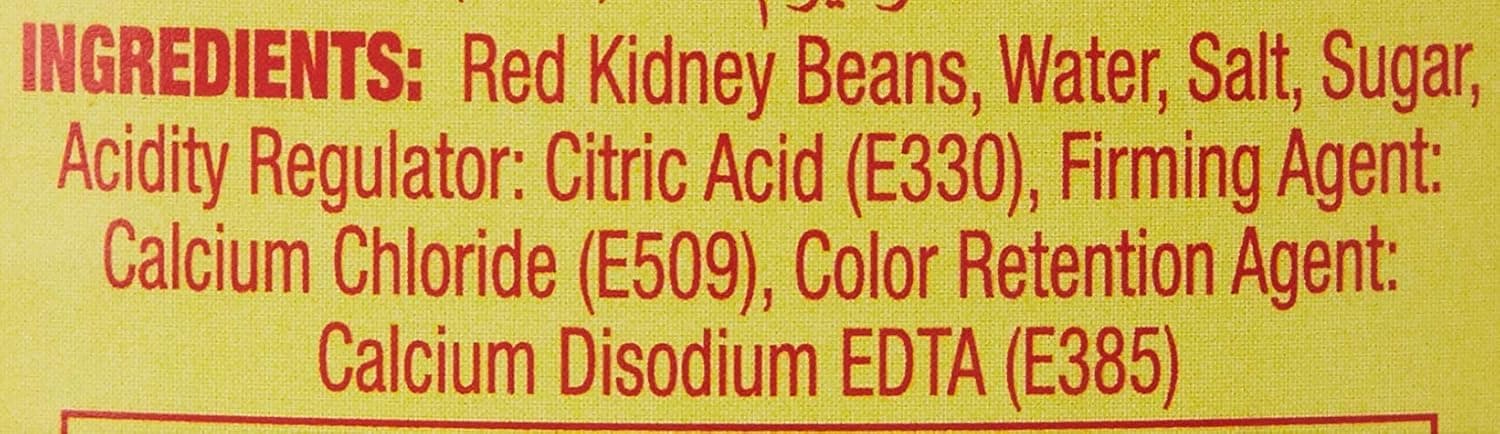 INGREDIENTS: Red Kidney Beans, Water, Salt, Sugar,
Acidity Regulator: Citric Acid (E330), Firming Agent:
Calcium Chloride (E509), Color Retention Agent:
Calcium Disodium EDTA (E385)